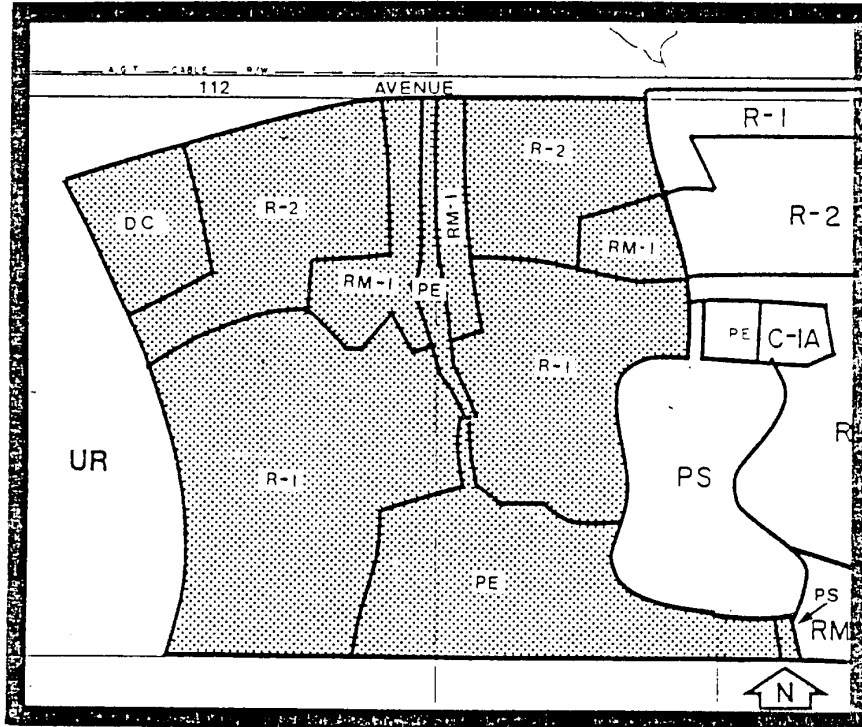 A.G.T. CABLE R/W
112 AVENUE
R-1
R-2
DC
R-2
RM-1
R-2
RM-1
RM-1
PE
PE
C-1A
R-1
R
UR
PS
R-1
PE
PS
RM
N